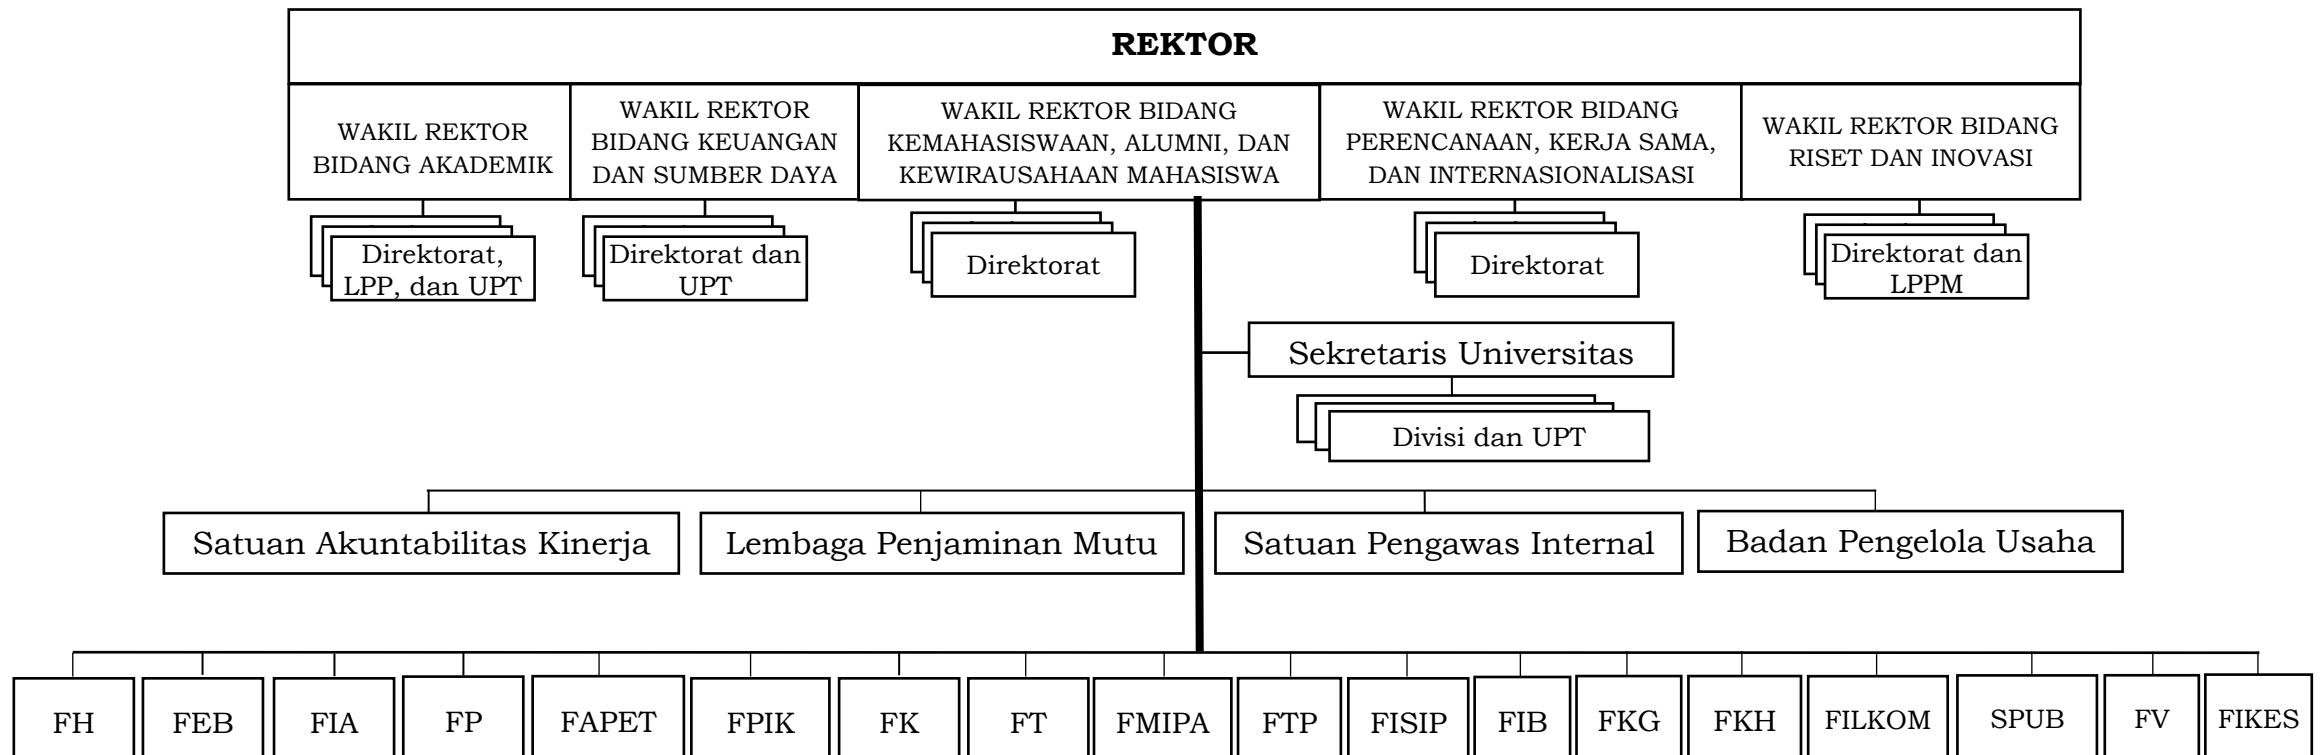 REKTOR
WAKIL REKTOR
BIDANG AKADEMIK
WAKIL REKTOR
BIDANG KEUANGAN
DAN SUMBER DAYA
WAKIL REKTOR BIDANG
KEMAHASISWAAN, ALUMNI, DAN
KEWIRAUSAHAAN MAHASISWA
WAKIL REKTOR BIDANG
PERENCANAAN, KERJA SAMA,
DAN INTERNASIONALISASI
WAKIL REKTOR BIDANG
RISET DAN INOVASI
Direktorat,
LPP, dan UPT
Direktorat dan
UPT
Direktorat
Direktorat
Direktorat dan
LPPM
Sekretaris Universitas
Divisi dan UPT
Satuan Akuntabilitas Kinerja
Lembaga Penjaminan Mutu
Satuan Pengawas Internal
Badan Pengelola Usaha
FH
FEB
FIA
FP
FAPET
FPIK
FK
FT
FMIPA
FTP
FISIP
FIB
FKG
FKH
FILKOM
SPUB
FV
FIKES